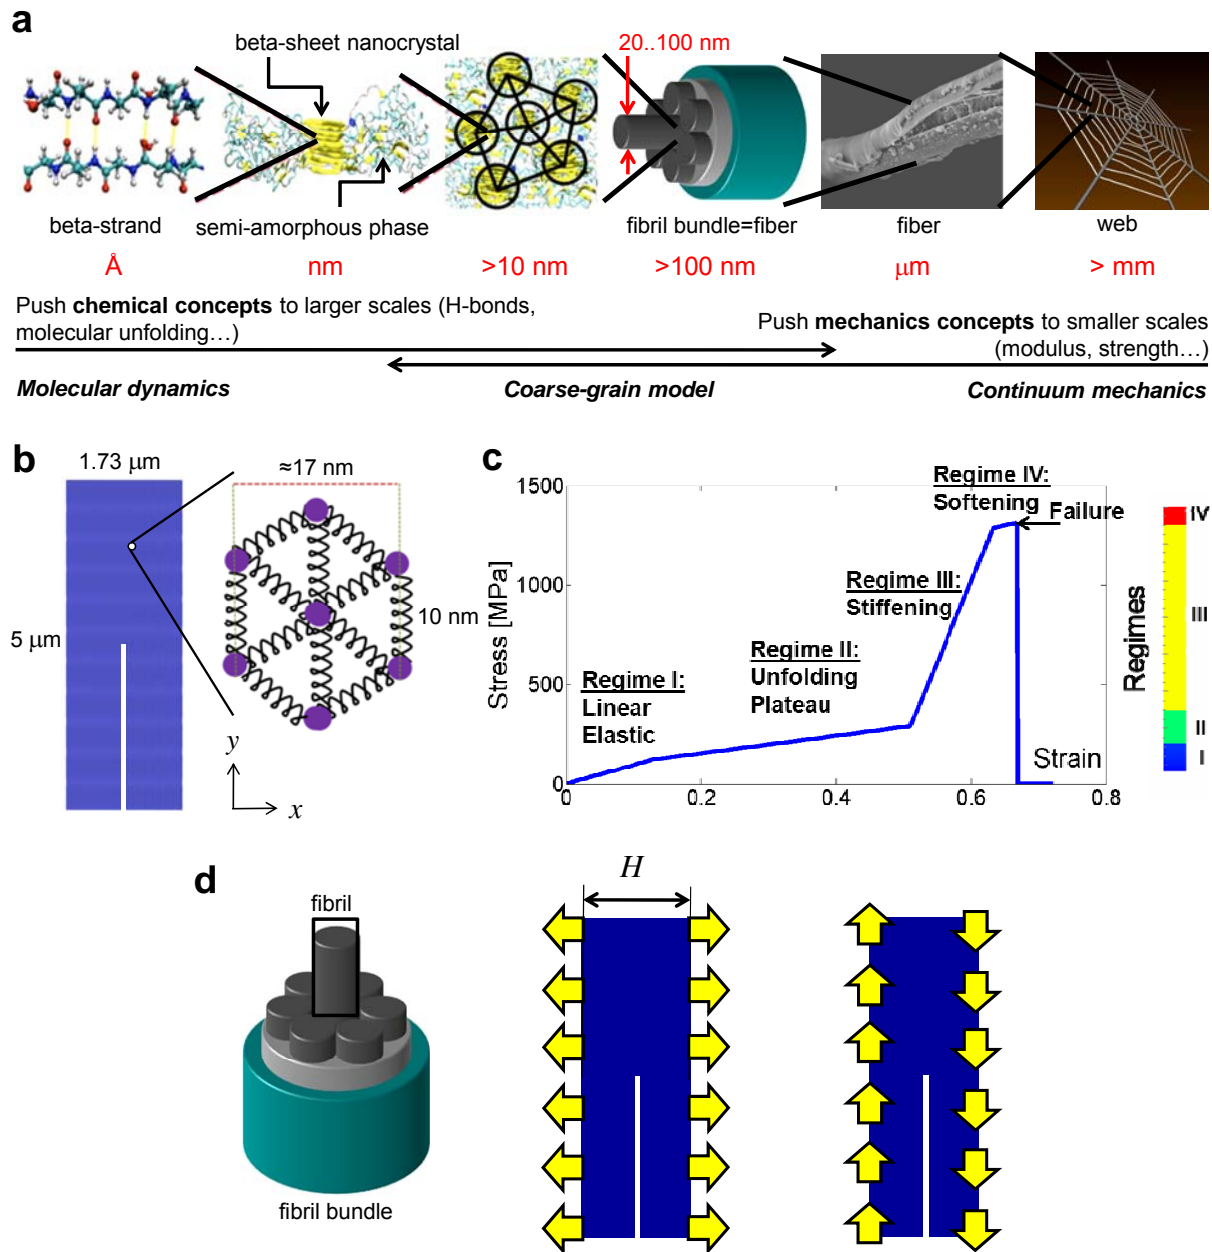 a
beta-sheet nanocrystal
20..100 nm
beta-strand
semi-amorphous phase
fibril bundle=fiber
fiber
web
Å
nm
>10 nm
>100 nm
μm
> mm
Push chemical concepts to larger scales (H-bonds,
molecular unfolding…)
Push mechanics concepts to smaller scales
(modulus, strength…)
Molecular dynamics
Coarse-grain model
Continuum mechanics
b
1.73 μm
≈17 nm
10 nm
5 μm
y
x
c
Stress [MPa]
1500
1000
500
0
0
0.2
0.4
0.6
0.8
Strain
Regime I:
Linear
Elastic
Regime II:
Unfolding
Plateau
Regime III:
Stiffening
Regime IV:
Softening
Failure
Regimes
IV
III
II
I
d
fibril
fibril bundle
H